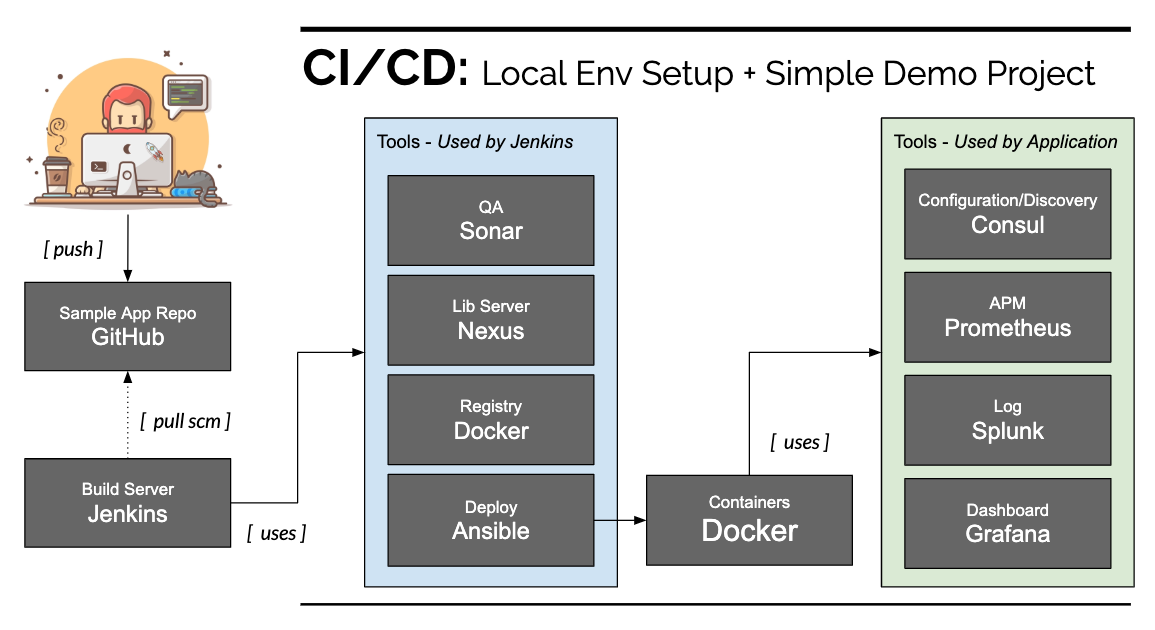 CI/CD: Local Env Setup + Simple Demo Project
[ push ]
Sample App Repo
GitHub
[ pull scm ]
Build Server
Jenkins
[ uses ]
Tools - Used by Jenkins
QA
Sonar
Lib Server
Nexus
Registry
Docker
Deploy
Ansible
Containers
Docker
[ uses ]
Tools - Used by Application
Configuration/Discovery
Consul
APM
Prometheus
Log
Splunk
Dashboard
Grafana